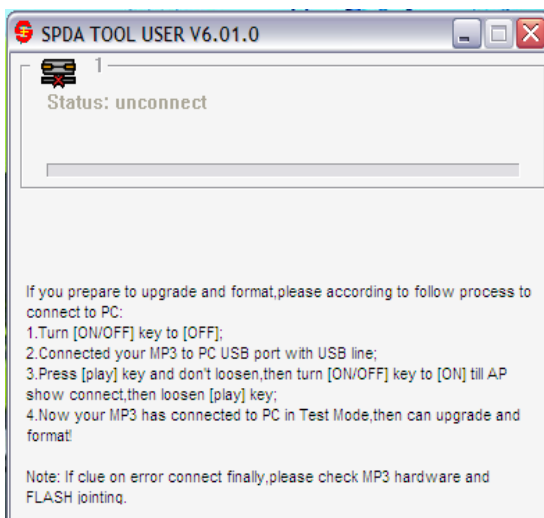 SPDA TOOL USER V6.01.0
1
Status: unconnect
If you prepare to upgrade and format,please according to follow process to
connect to PC:
1.Turn [ON/OFF] key to [OFF];
2.Connected your MP3 to PC USB port with USB line;
3.Press [play] key and don't loosen,then turn [ON/OFF] key to [ON] till AP
show connect,then loosen [play] key;
4.Now your MP3 has connected to PC in Test Mode,then can upgrade and
format!
Note: If clue on error connect finally,please check MP3 hardware and
FLASH jointing.